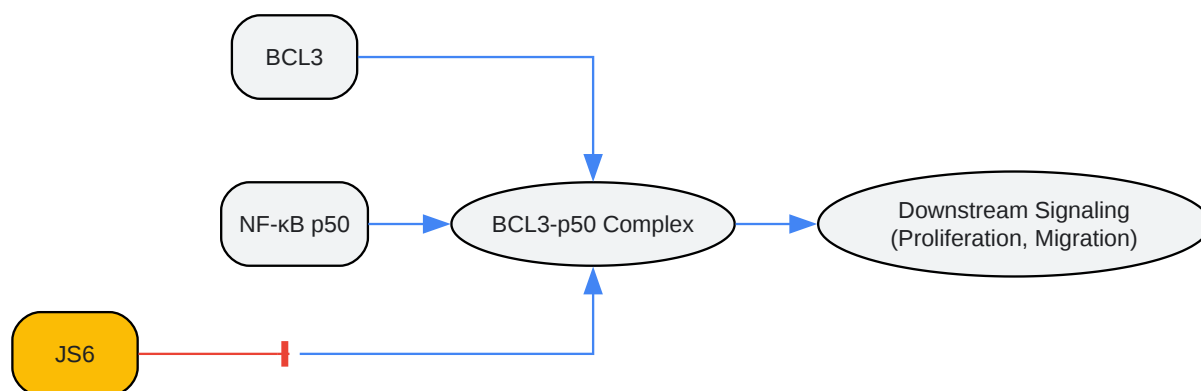 BCL3
NF-κB p50
BCL3-p50 Complex
Downstream Signaling
(Proliferation, Migration)
JS6